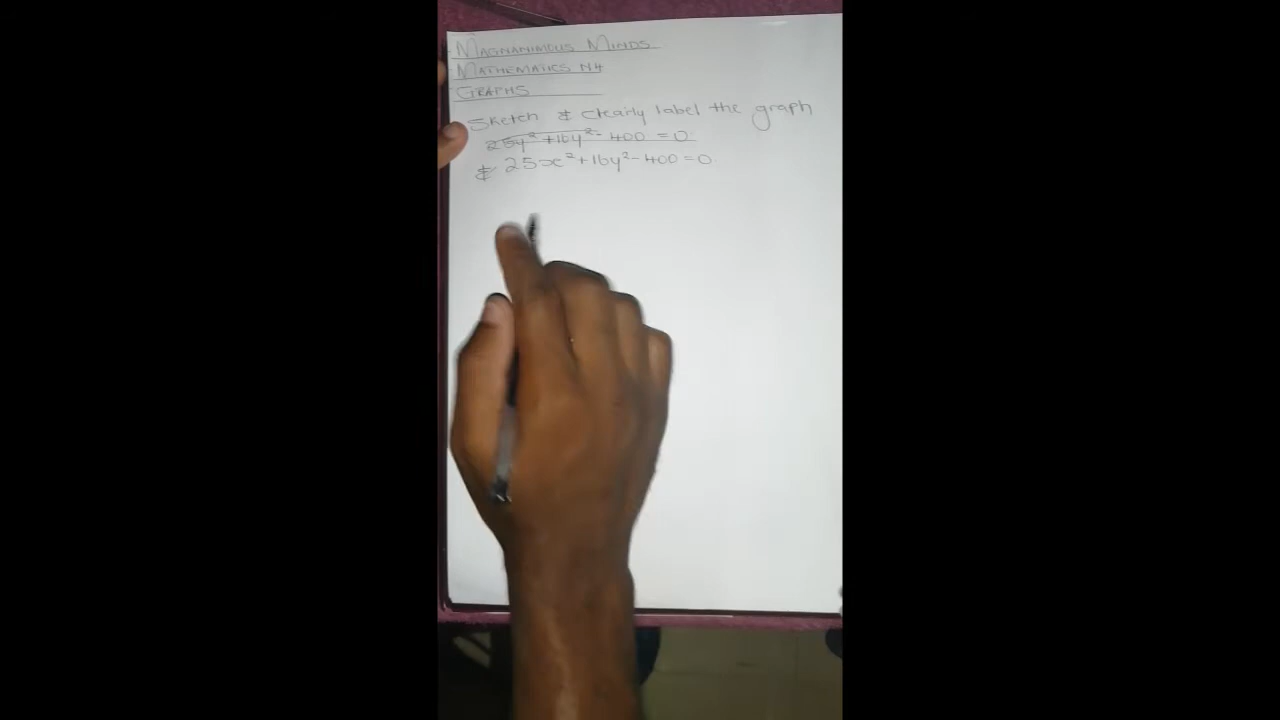 MAGNANIMOUS MINDS
MATHEMATICS N4
GRAPHS
Sketch & clearly label the graph
25y²+16y²-400=0
& 25x²+16y²-400=0